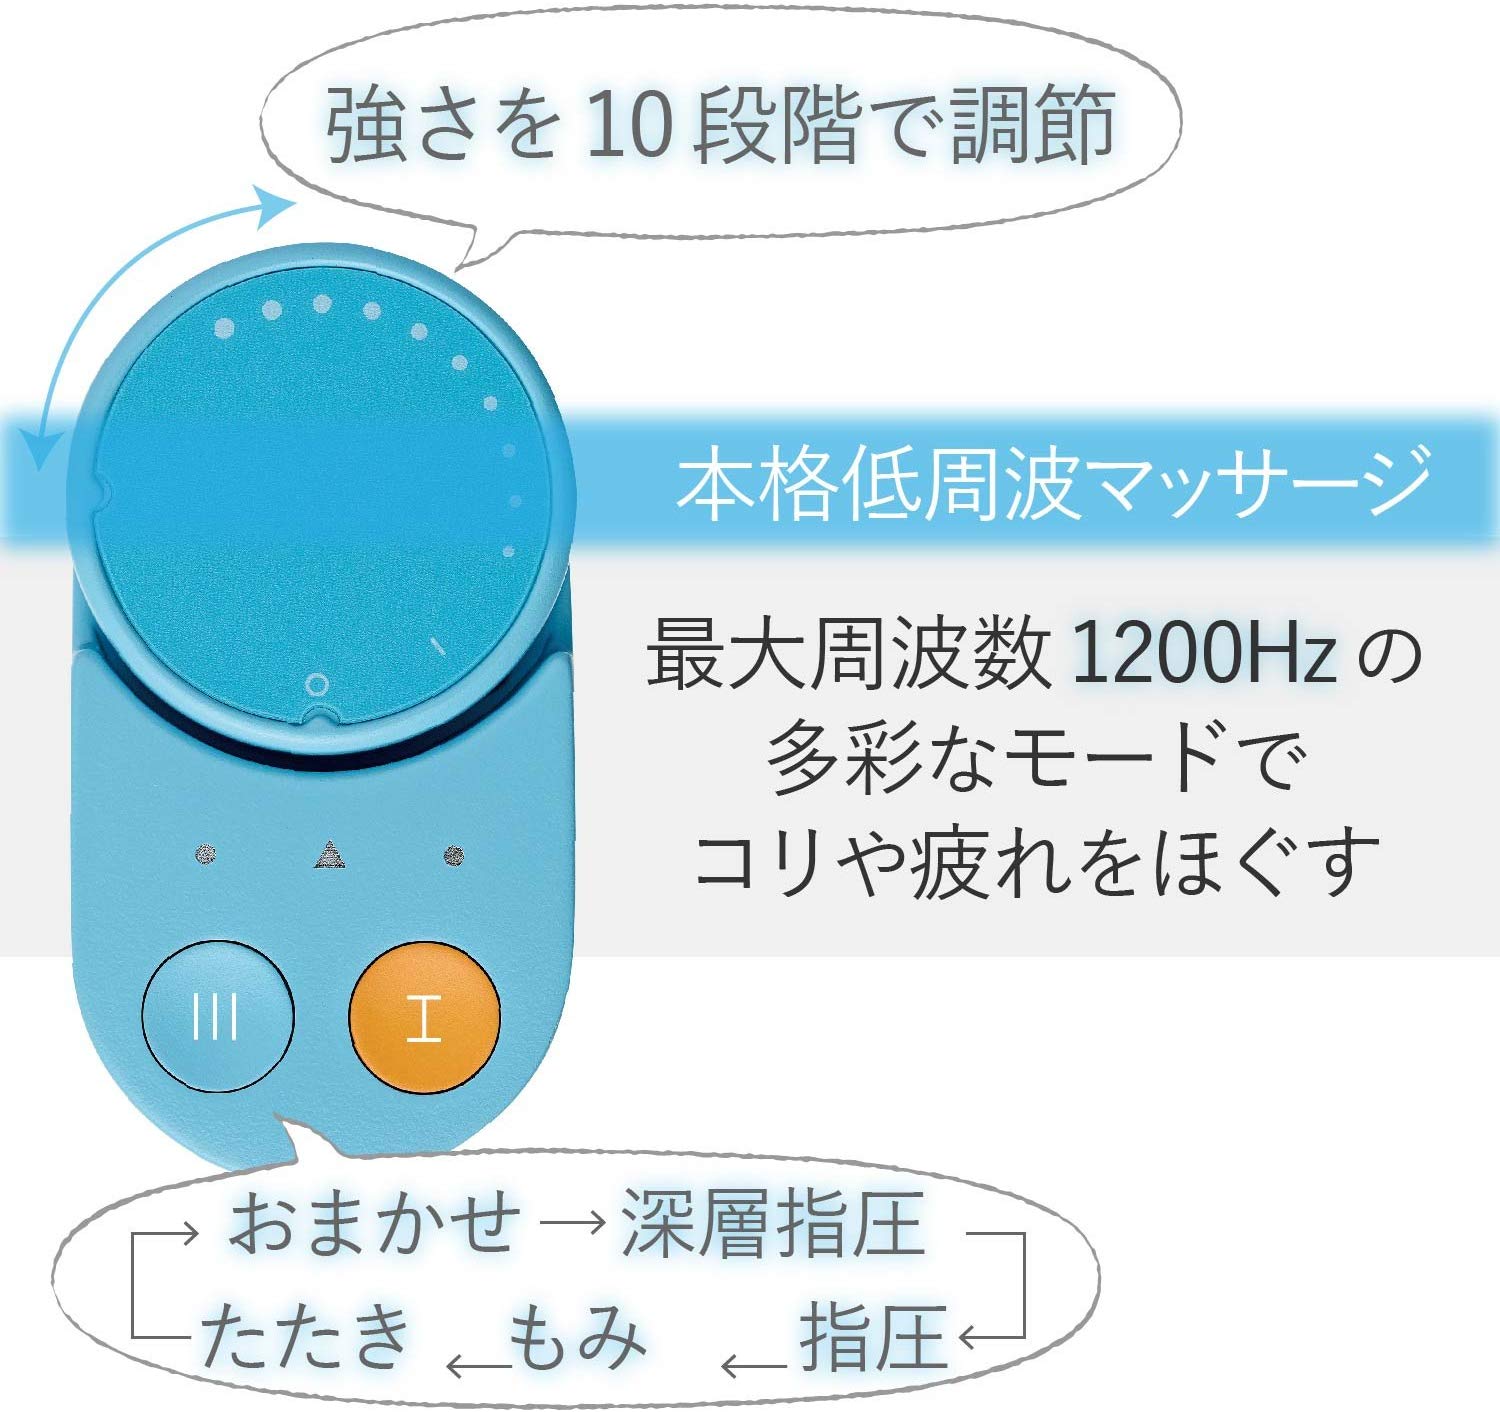 強さを10段階で調節
本格低周波マッサージ
最大周波数1200Hzの
多彩なモードで
コリや疲れをほぐす
おまかせ→深層指圧
たたき←もみ←指圧